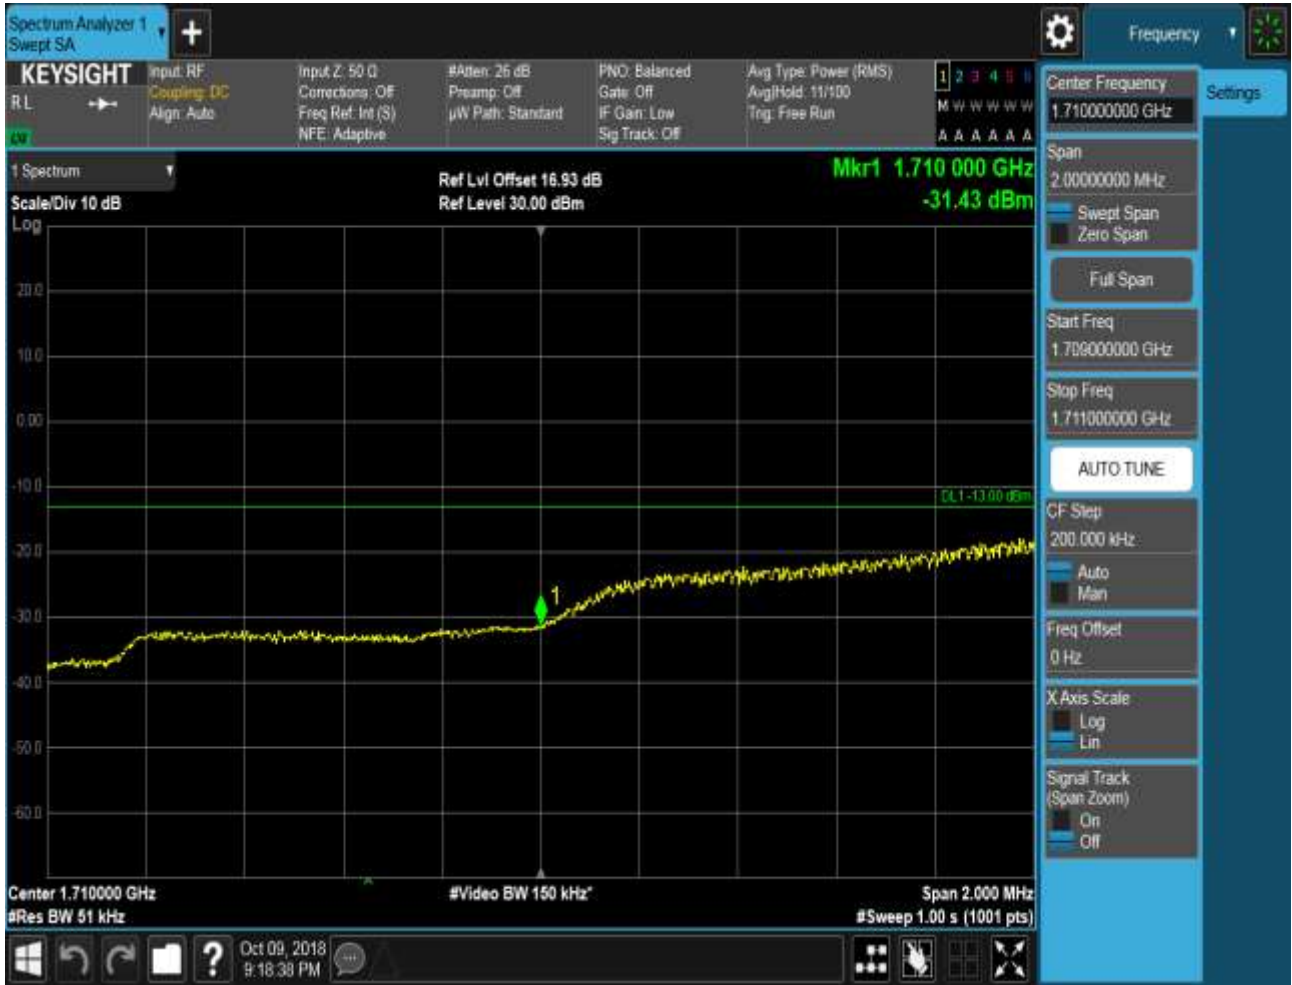 Spectrum Analyzer 1
Swept SA
+
Frequency
KEYSIGHT
R L
LW
Input: RF
Coupling: DC
Align: Auto
Input Z: 50 Ω
Corrections: Off
Freq Ref: Int (S)
NFE: Adaptive
#Atten: 26 dB
Preamp: Off
µW Path: Standard
PNO: Balanced
Gate: Off
IF Gain: Low
Sig Track: Off
Avg Type: Power (RMS)
Avg|Hold: 11/100
Trig: Free Run
1 2 3 4 5 6
M W W W W W
A A A A A A
1 Spectrum
Scale/Div 10 dB
Log
Ref Lvl Offset 16.93 dB
Ref Level 30.00 dBm
Mkr1 1.710 000 GHz
-31.43 dBm
20.0
10.0
0.00
-10.0
DL1 -13.00 dBm
-20.0
1
-30.0
-40.0
-50.0
-60.0
Center 1.710000 GHz
#Res BW 51 kHz
#Video BW 150 kHz*
Span 2.000 MHz
#Sweep 1.00 s (1001 pts)
Center Frequency
1.710000000 GHz
Settings
Span
2.00000000 MHz
Swept Span
Zero Span
Full Span
Start Freq
1.709000000 GHz
Stop Freq
1.711000000 GHz
AUTO TUNE
CF Step
200.000 kHz
Auto
Man
Freq Offset
0 Hz
X Axis Scale
Log
Lin
Signal Track
(Span Zoom)
On
Off
?
Oct 09, 2018
9:18:38 PM